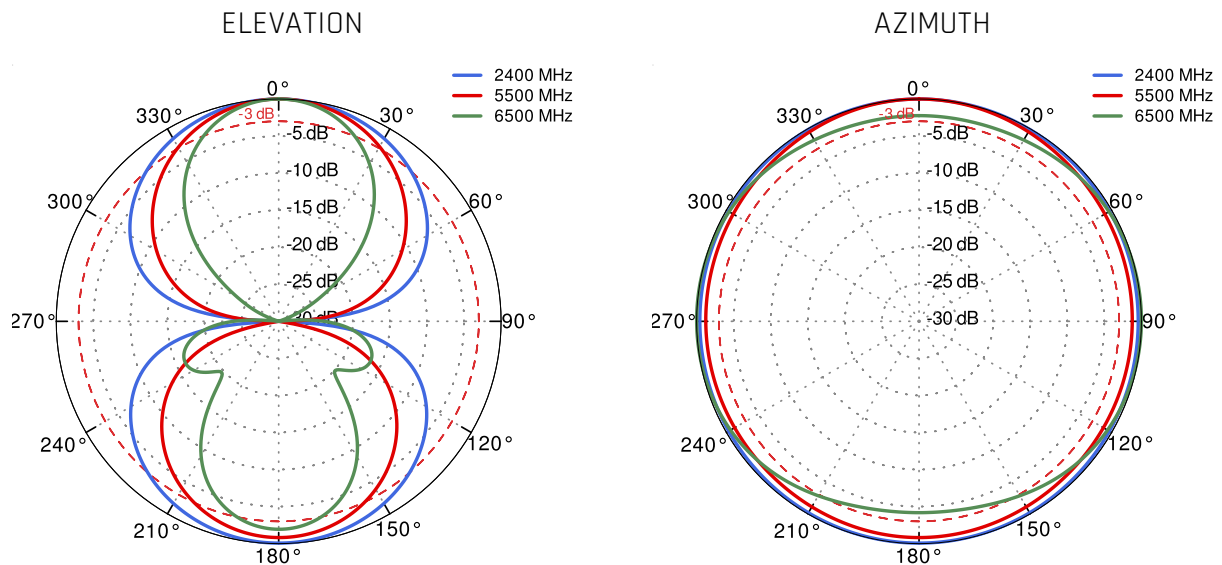 ELEVATION
2400 MHz
5500 MHz
6500 MHz
0°
330°
-3 dB
30°
-5 dB
-10 dB
300°
60°
-15 dB
-20 dB
-25 dB
270°
-30 dB
90°
240°
120°
210°
150°
180°
AZIMUTH
2400 MHz
5500 MHz
6500 MHz
0°
330°
-3 dB
30°
-5 dB
-10 dB
300°
60°
-15 dB
-20 dB
-25 dB
270°
-30 dB
90°
240°
120°
210°
150°
180°